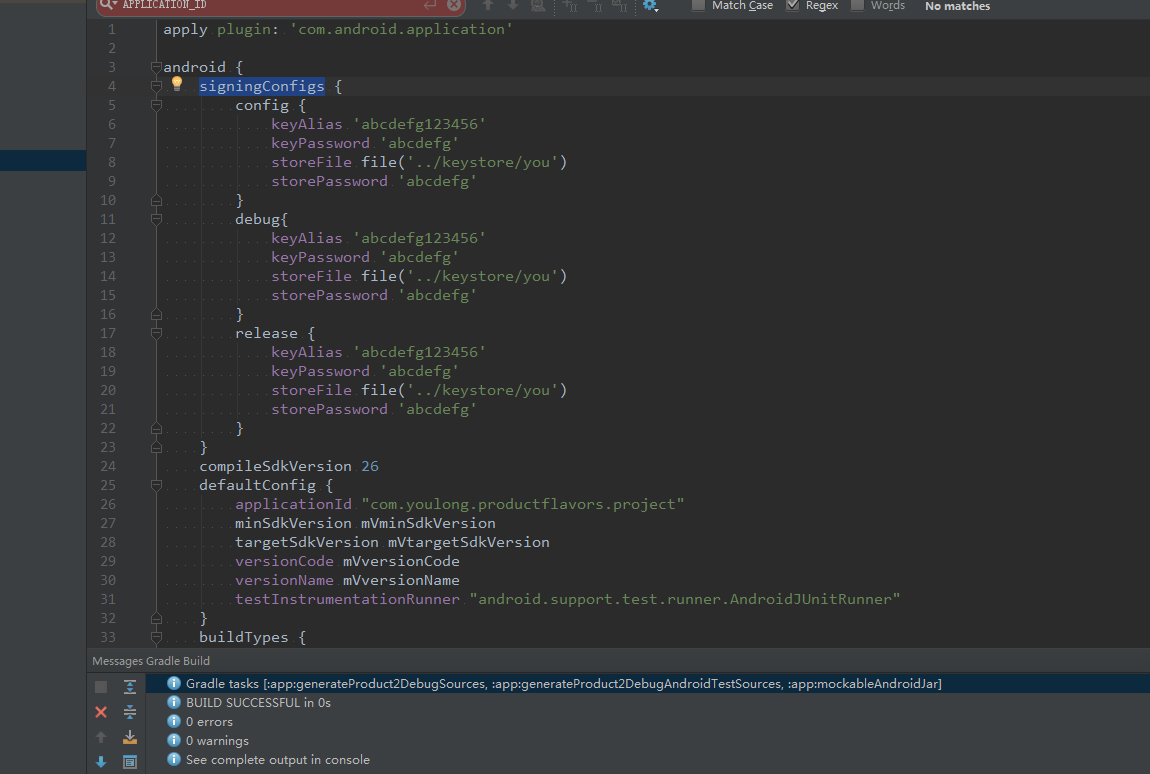 APPLICATION_ID Match Case Regex Words No matches
1 apply plugin: 'com.android.application'
2
3 android {
4 signingConfigs {
5 config {
6 keyAlias 'abcdefg123456'
7 keyPassword 'abcdefg'
8 storeFile file('../keystore/you')
9 storePassword 'abcdefg'
10 }
11 debug{
12 keyAlias 'abcdefg123456'
13 keyPassword 'abcdefg'
14 storeFile file('../keystore/you')
15 storePassword 'abcdefg'
16 }
17 release {
18 keyAlias 'abcdefg123456'
19 keyPassword 'abcdefg'
20 storeFile file('../keystore/you')
21 storePassword 'abcdefg'
22 }
23 }
24 compileSdkVersion 26
25 defaultConfig {
26 applicationId "com.youlong.productflavors.project"
27 minSdkVersion mVminSdkVersion
28 targetSdkVersion mVtargetSdkVersion
29 versionCode mVversionCode
30 versionName mVversionName
31 testInstrumentationRunner "android.support.test.runner.AndroidJUnitRunner"
32 }
33 buildTypes {
Messages Gradle Build
Gradle tasks [:app:generateProduct2DebugSources, :app:generateProduct2DebugAndroidTestSources, :app:mockableAndroidJar]
BUILD SUCCESSFUL in 0s
0 errors
0 warnings
See complete output in console